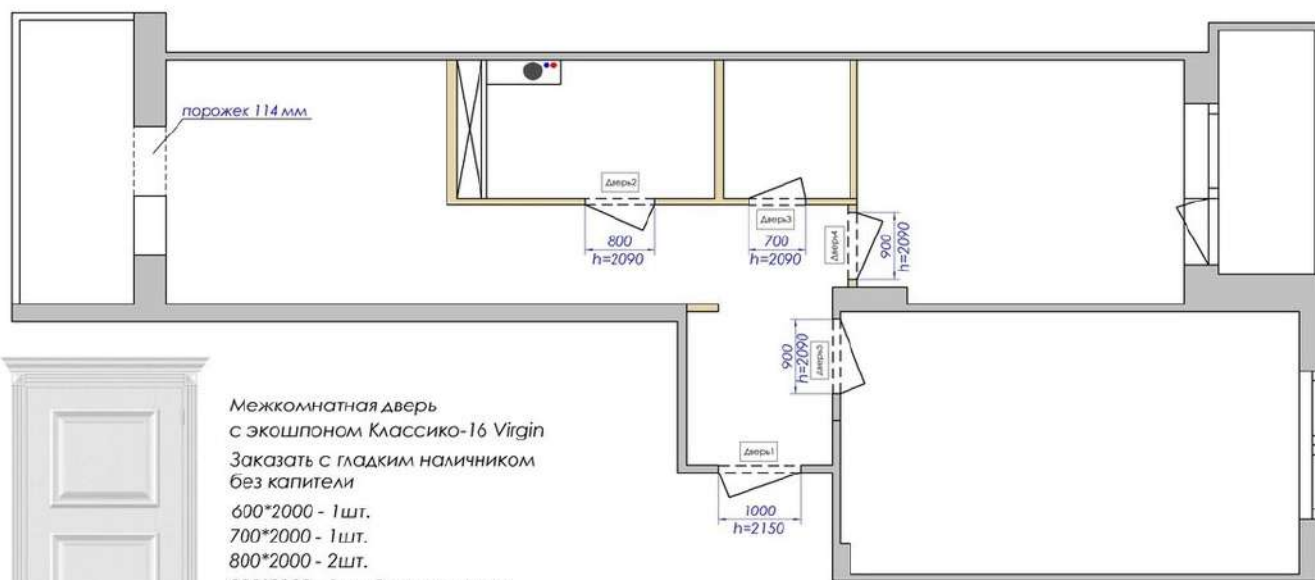 порожек 114 мм
Дверь2
800
h=2090
Дверь3
700
h=2090
Дверь4
900
h=2090
900
h=2090
Дверь5
Дверь1
1000
h=2150
Межкомнатная дверь
с экошпоном Классико-16 Virgin
Заказать с гладким наличником
без капители
600*2000 - 1шт.
700*2000 - 1шт.
800*2000 - 2шт.